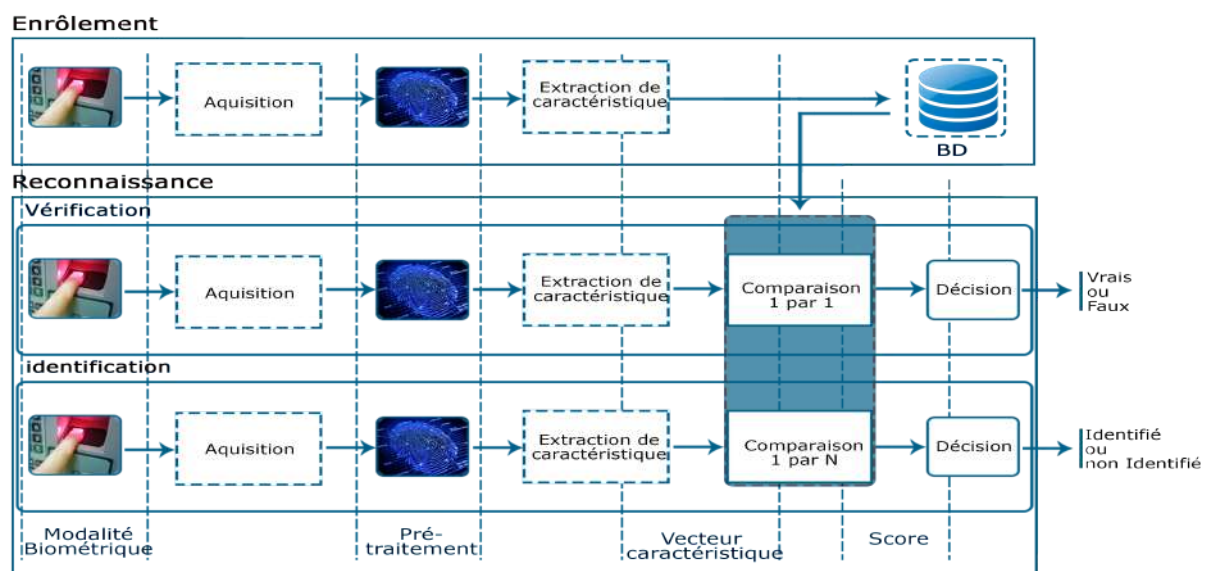 Enrôlement
Aquisition
Extraction de
caractéristique
BD
Reconnaissance
Vérification
Aquisition
Extraction de
caractéristique
Comparaison
1 par 1
Décision
Vrais
ou
Faux
identification
Aquisition
Extraction de
caractéristique
Comparaison
1 par N
Décision
Identifié
ou
non Identifié
Modalité
Biométrique
Pré-
traitement
Vecteur
caractéristique
Score